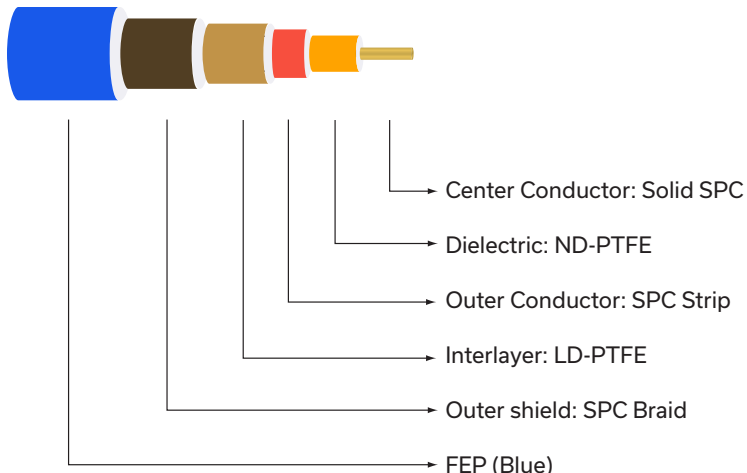 Center Conductor: Solid SPC
Dielectric: ND-PTFE
Outer Conductor: SPC Strip
Interlayer: LD-PTFE
Outer shield: SPC Braid
FEP (Blue)